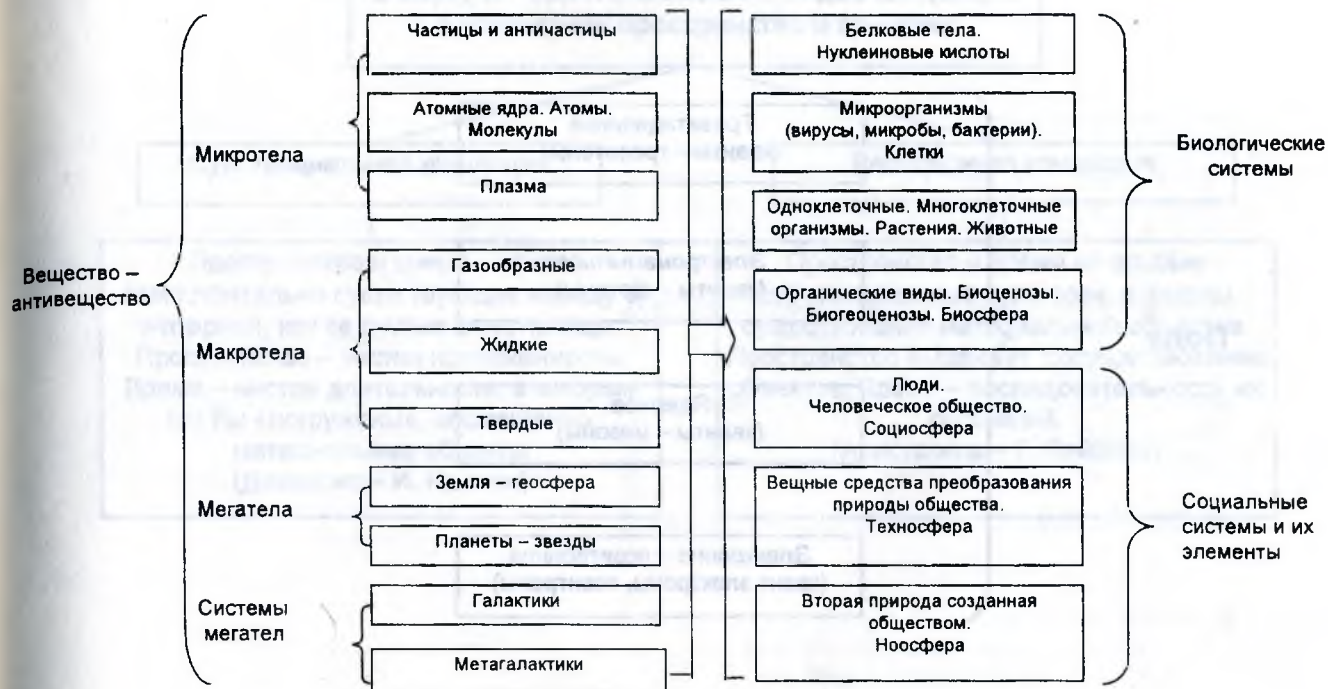 Вещество –
антивещество
Микротела
Частицы и античастицы
Атомные ядра. Атомы.
Молекулы
Плазма
Макротела
Газообразные
Жидкие
Твердые
Мегатела
Земля – геосфера
Планеты – звезды
Системы
мегател
Галактики
Метагалактики
Белковые тела.
Нуклеиновые кислоты
Микроорганизмы
(вирусы, микробы, бактерии).
Клетки
Одноклеточные. Многоклеточные
организмы. Растения. Животные
Органические виды. Биоценозы.
Биогеоценозы. Биосфера
Биологические
системы
Люди.
Человеческое общество.
Социосфера
Вещные средства преобразования
природы общества.
Техносфера
Вторая природа созданная
обществом.
Ноосфера
Социальные
системы и их
элементы